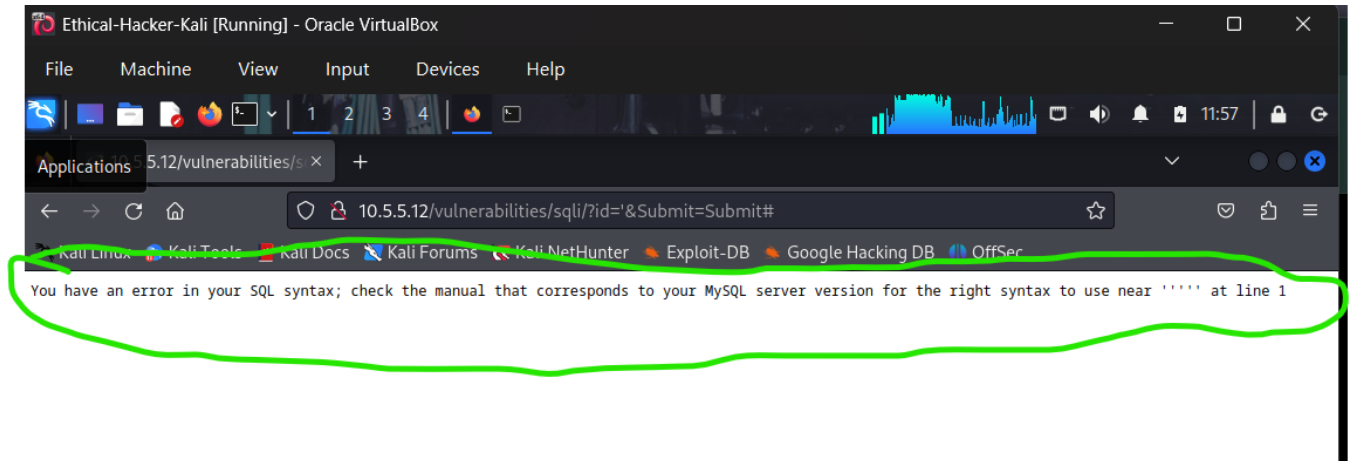 Ethical-Hacker-Kali [Running] - Oracle VirtualBox
File Machine View Input Devices Help
1 2 3 4 11:57
Applications 5.12/vulnerabilities/s
10.5.5.12/vulnerabilities/sqli/?id='&Submit=Submit#
Kali Linux Kali Tools Kali Docs Kali Forums Kali NetHunter Exploit-DB Google Hacking DB OffSec
You have an error in your SQL syntax; check the manual that corresponds to your MySQL server version for the right syntax to use near ''''' at line 1